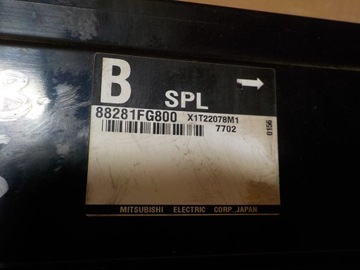 B
SPL
88281FG800 X1T22078M1
7702
0156
MITSUBISHI ELECTRIC CORP.,JAPAN